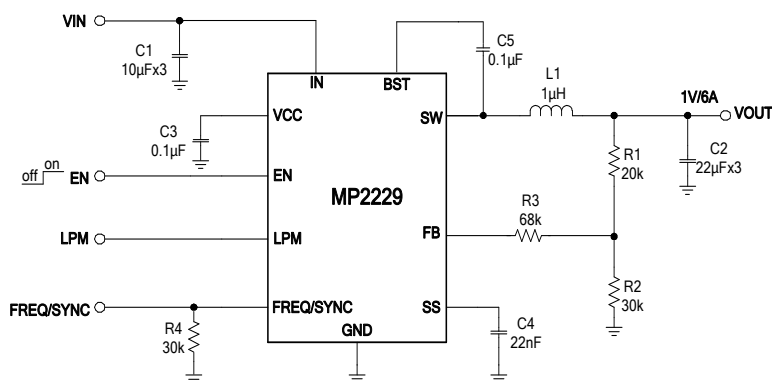 VIN
C1
10µFx3
C5
0.1µF
L1
1µH
1V/6A
VOUT
IN
BST
VCC
SW
C3
0.1µF
C2
22µFx3
R1
20k
off
on
EN
EN
MP2229
R3
68k
LPM
LPM
FB
R2
30k
FREQ/SYNC
FREQ/SYNC
SS
R4
30k
GND
C4
22nF